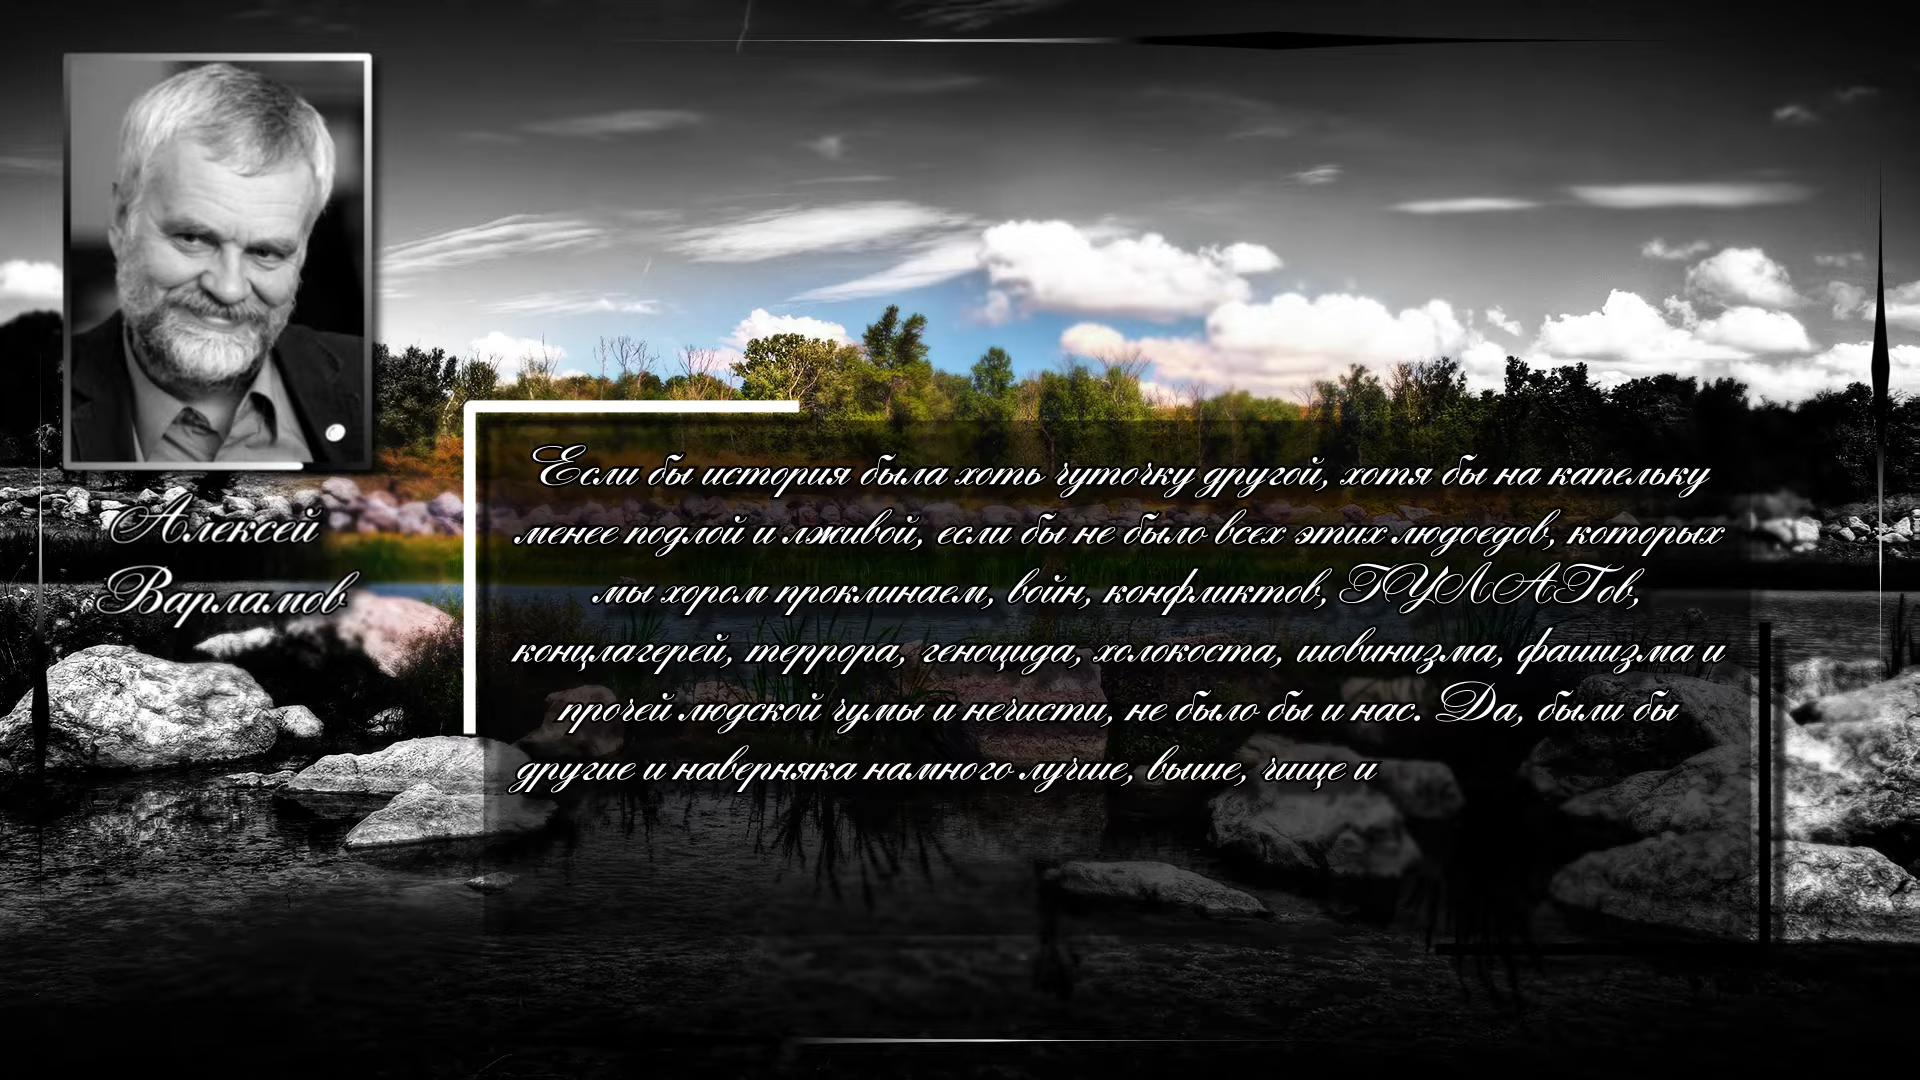 Алексей
Варламов
Если бы история была хоть чуточку другой, хотя бы на капельку
менее подлой и лживой, если бы не было всех этих людоедов, которых
мы хором проклинаем, войн, конфликтов, ГУЛАГов,
концлагерей, террора, геноцида, холокоста, шовинизма, фашизма и
прочей людской чумы и нечисти, не было бы и нас. Да, были бы
другие и наверняка намного лучше, выше, чище и